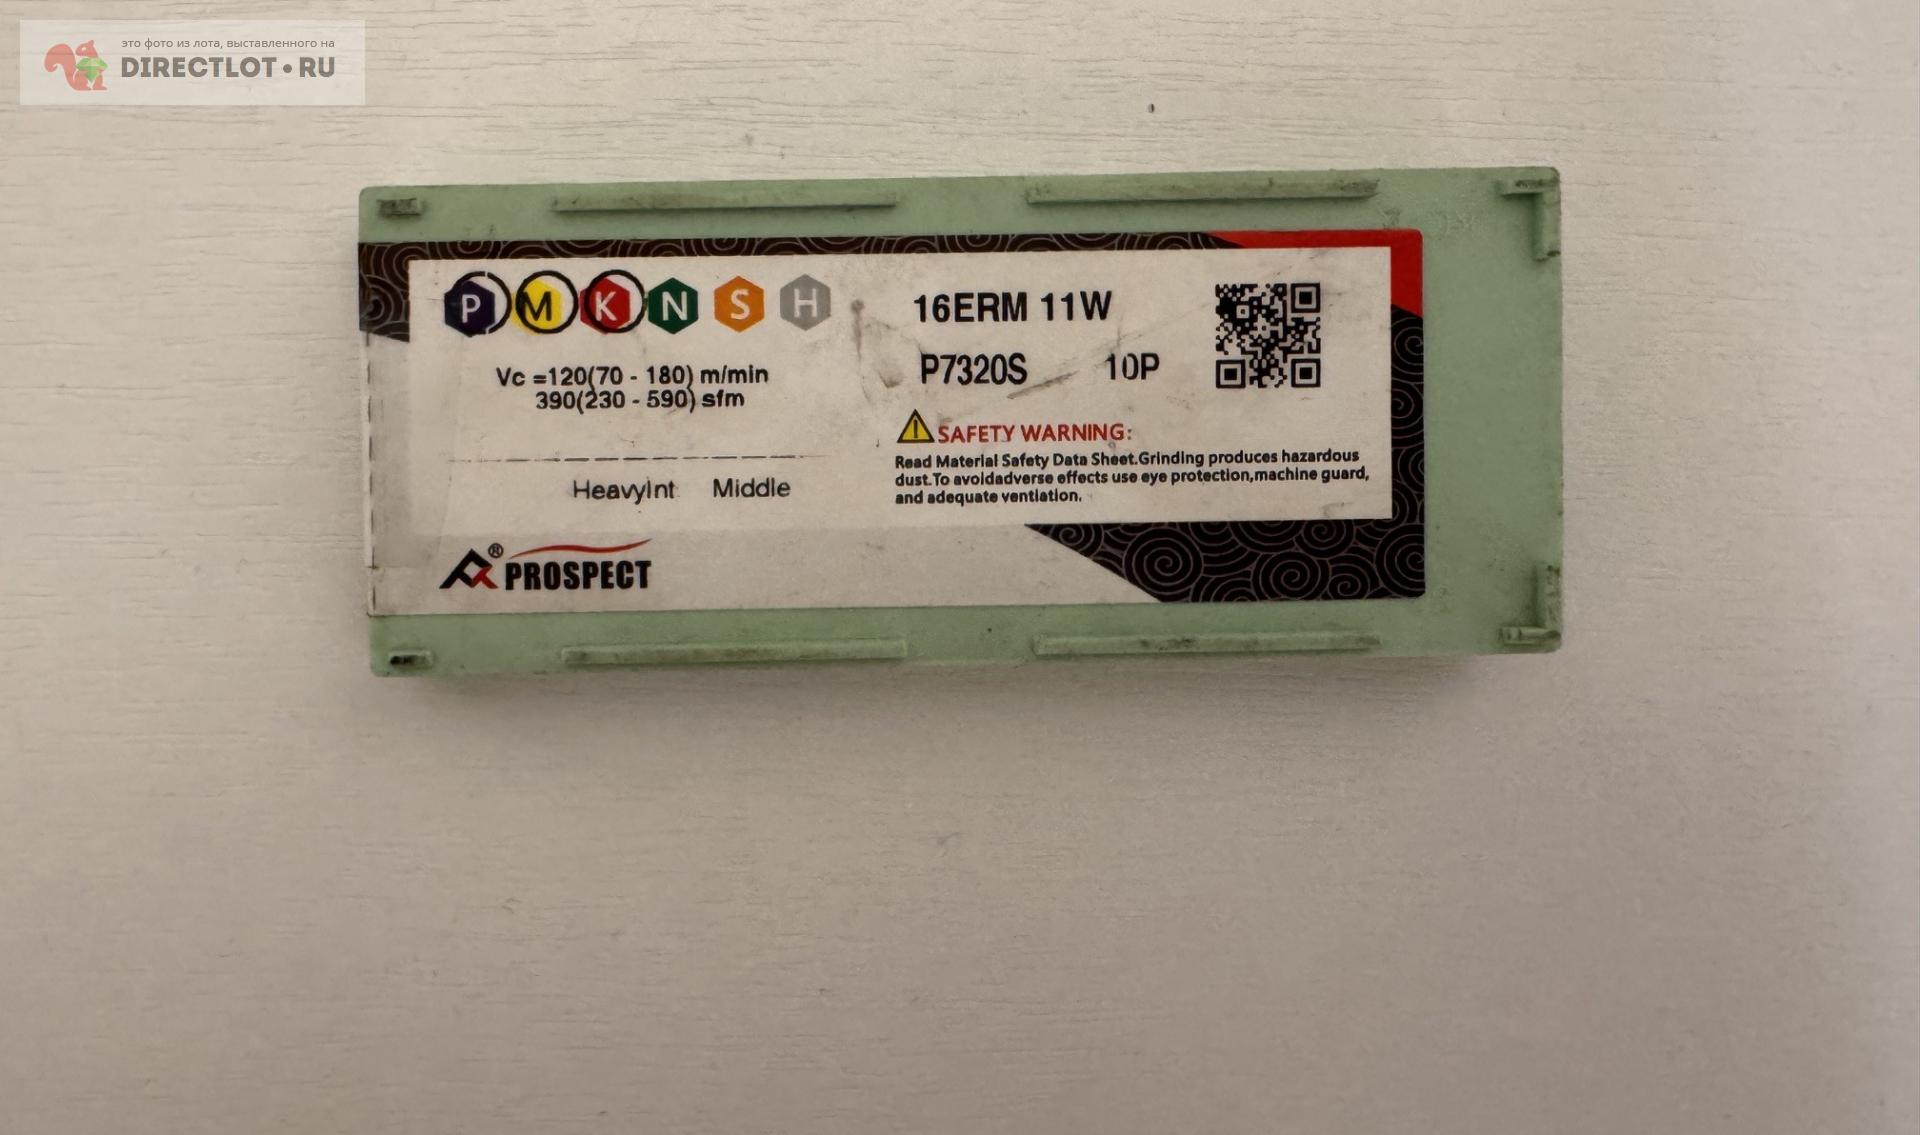 это фото из лота, выставленного на
DIRECTLOT•RU
P M K N S H
Vc =120(70 - 180) m/min
390(230 - 590) sfm
HeavyInt Middle
® PROSPECT
16ERM 11W
P7320S 10P
SAFETY WARNING:
Read Material Safety Data Sheet.Grinding produces hazardous
dust.To avoidadverse effects use eye protection,machine guard,
and adequate ventlation.